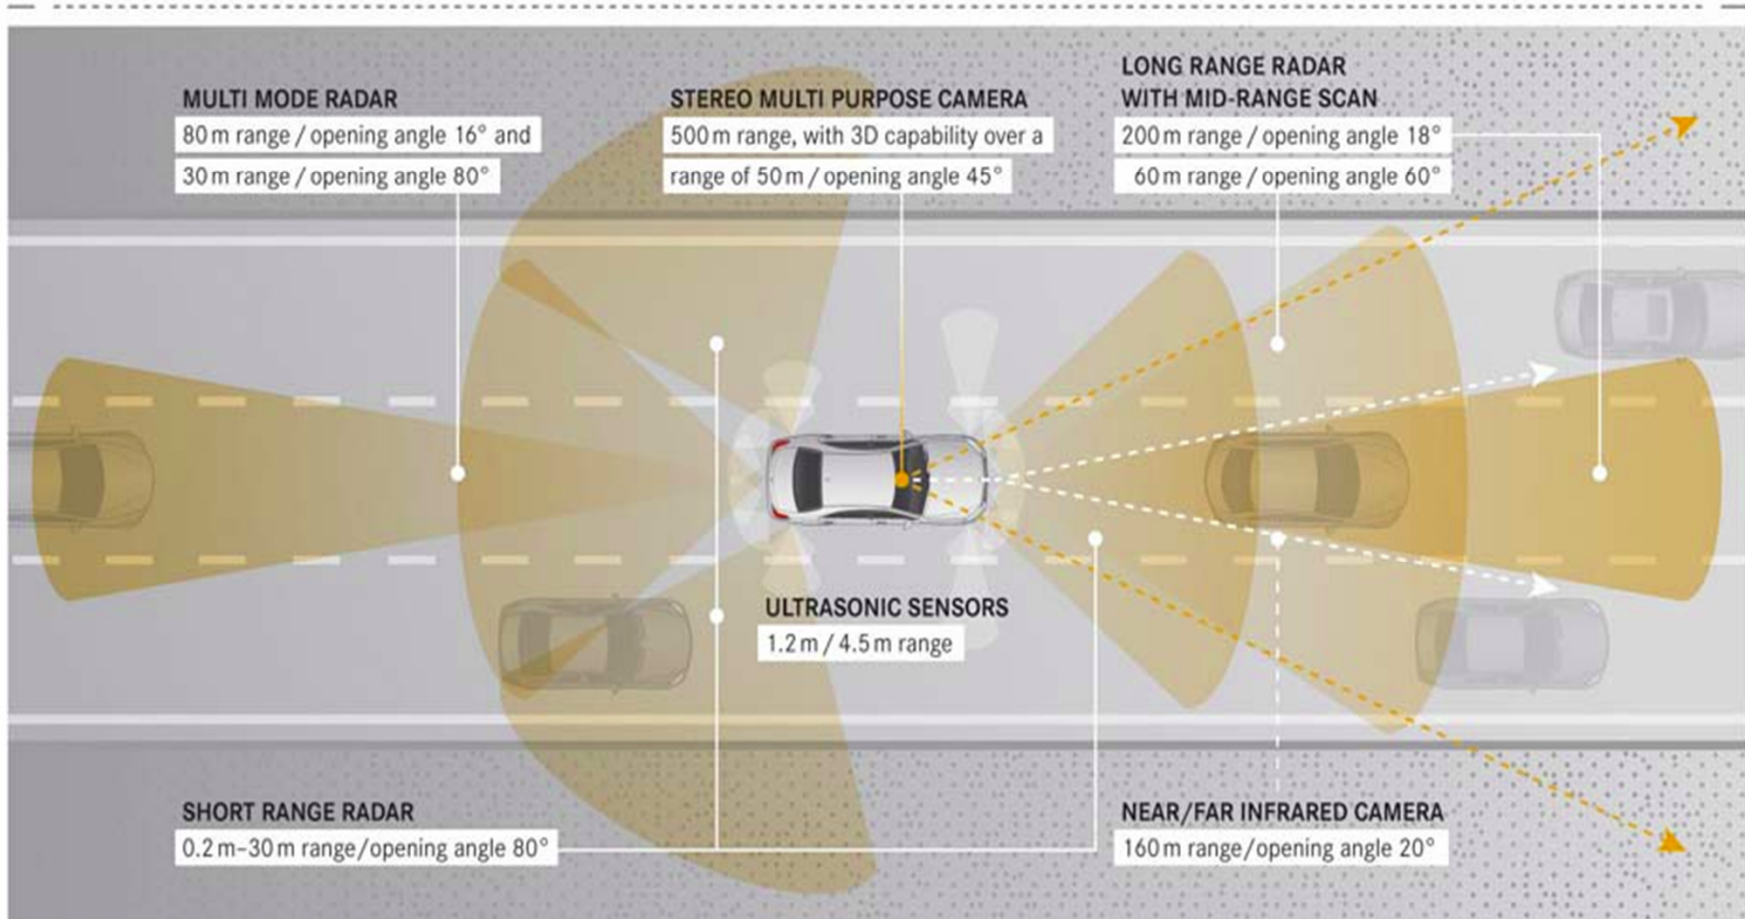 MULTI MODE RADAR
80 m range / opening angle 16° and
30 m range / opening angle 80°
STEREO MULTI PURPOSE CAMERA
500 m range, with 3D capability over a
range of 50 m / opening angle 45°
LONG RANGE RADAR
WITH MID-RANGE SCAN
200 m range / opening angle 18°
60 m range / opening angle 60°
ULTRASONIC SENSORS
1.2 m / 4.5 m range
SHORT RANGE RADAR
0.2 m–30 m range/opening angle 80°
NEAR/FAR INFRARED CAMERA
160 m range/opening angle 20°